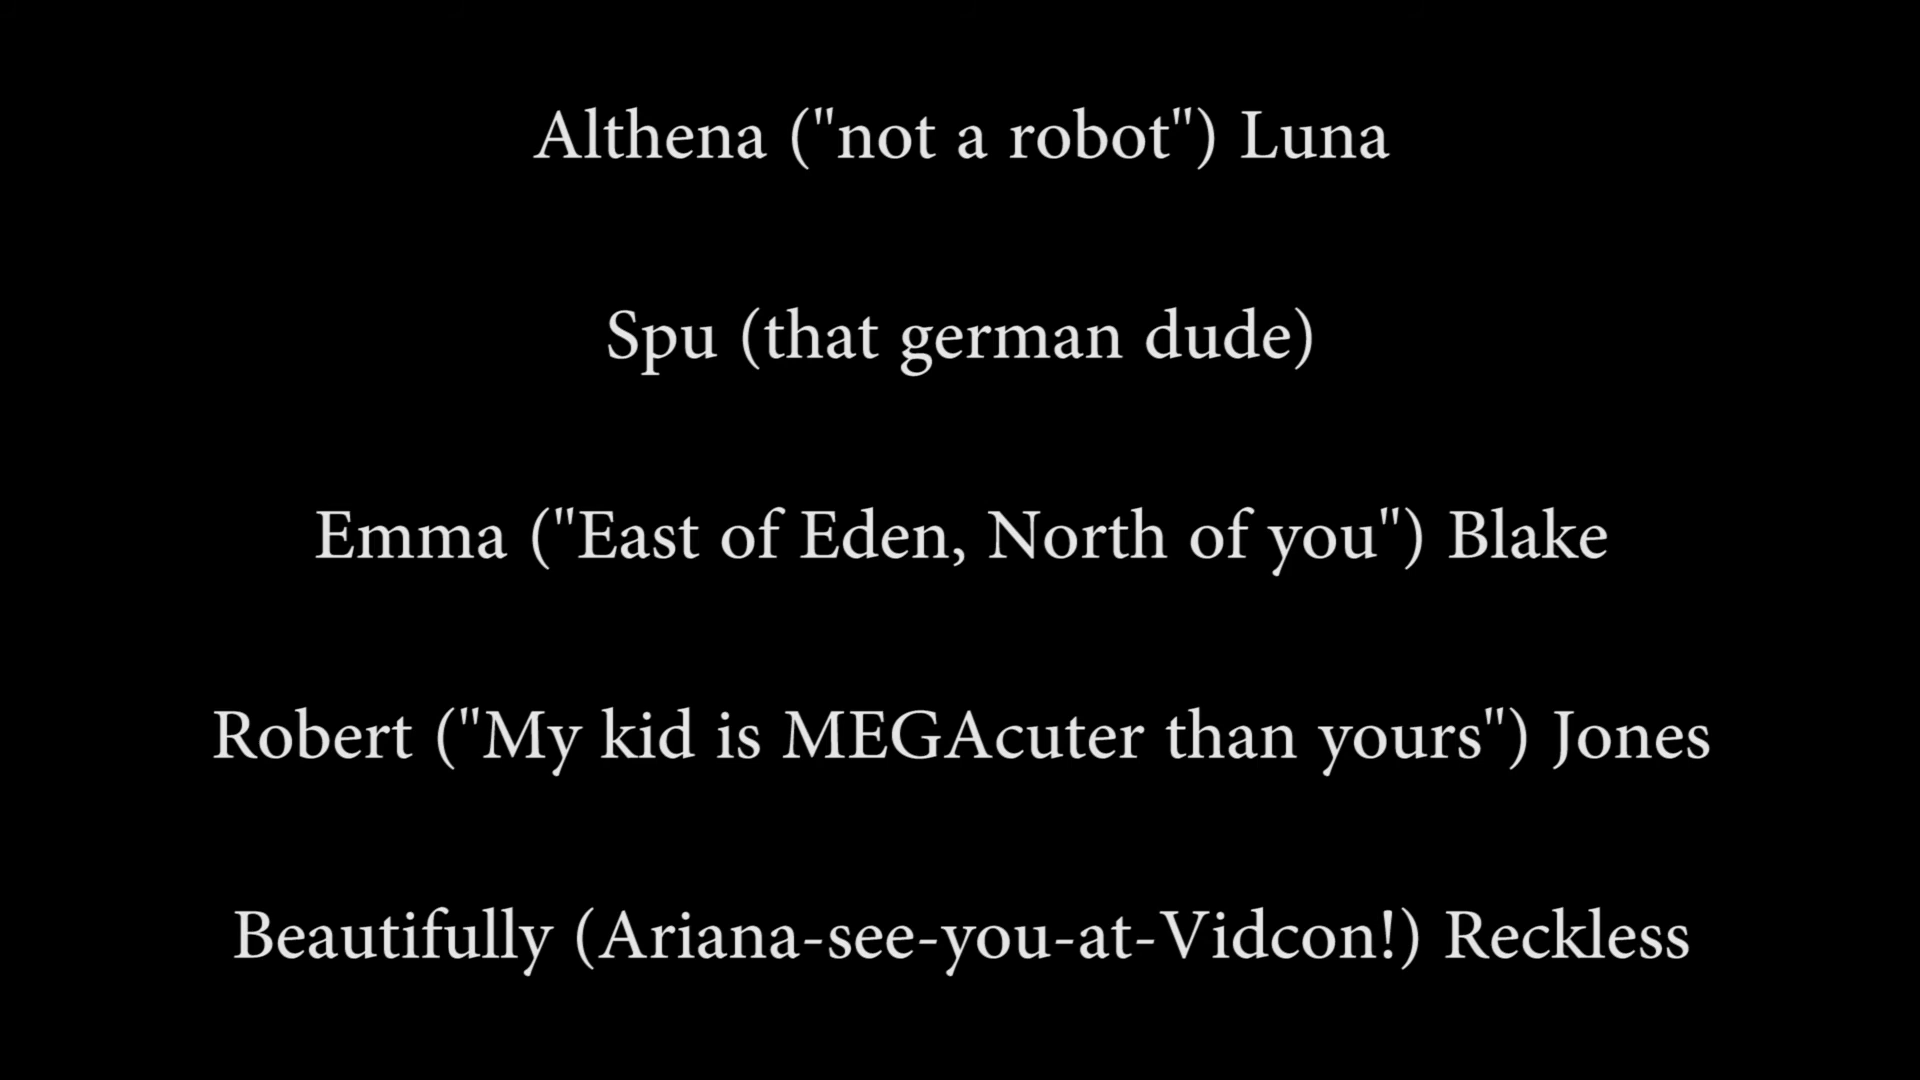 Althena ("not a robot") Luna
Spu (that german dude)
Emma ("East of Eden, North of you") Blake
Robert ("My kid is MEGAcuter than yours") Jones
Beautifully (Ariana-see-you-at-Vidcon!) Reckless